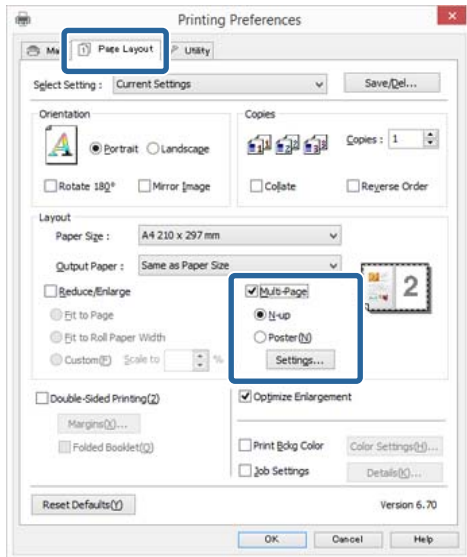 Printing Preferences
Ma
Page Layout
Utility
Select Setting :
Current Settings
Save/Del...
Orientation
Copies
Portrait
Landscape
Copies :
1
Rotate 180°
Mirror Image
Collate
Reverse Order
Layout
Paper Size :
A4 210 x 297 mm
Output Paper :
Same as Paper Size
Reduce/Enlarge
Multi-Page
Fit to Page
N-up
Fit to Roll Paper Width
Poster(N)
Custom(F)
Scale to
%
Settings...
2
Double-Sided Printing(2)
Optimize Enlargement
Margins(X)...
Folded Booklet(Q)
Print Bckg Color
Color Settings(H)...
Job Settings
Details(K)...
Reset Defaults(Y)
Version 6.70
OK
Cancel
Help